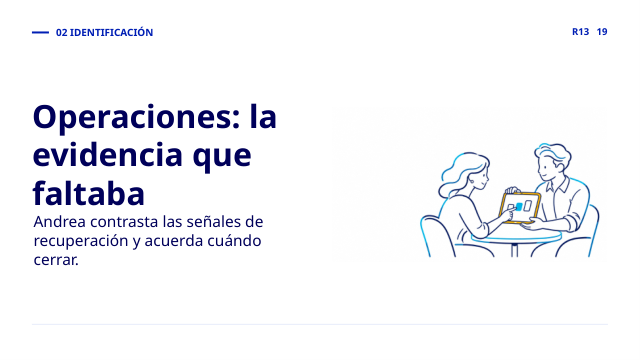 02 IDENTIFICACIÓN
R13 19
Operaciones: la
evidencia que
faltaba
Andrea contrasta las señales de
recuperación y acuerda cuándo
cerrar.